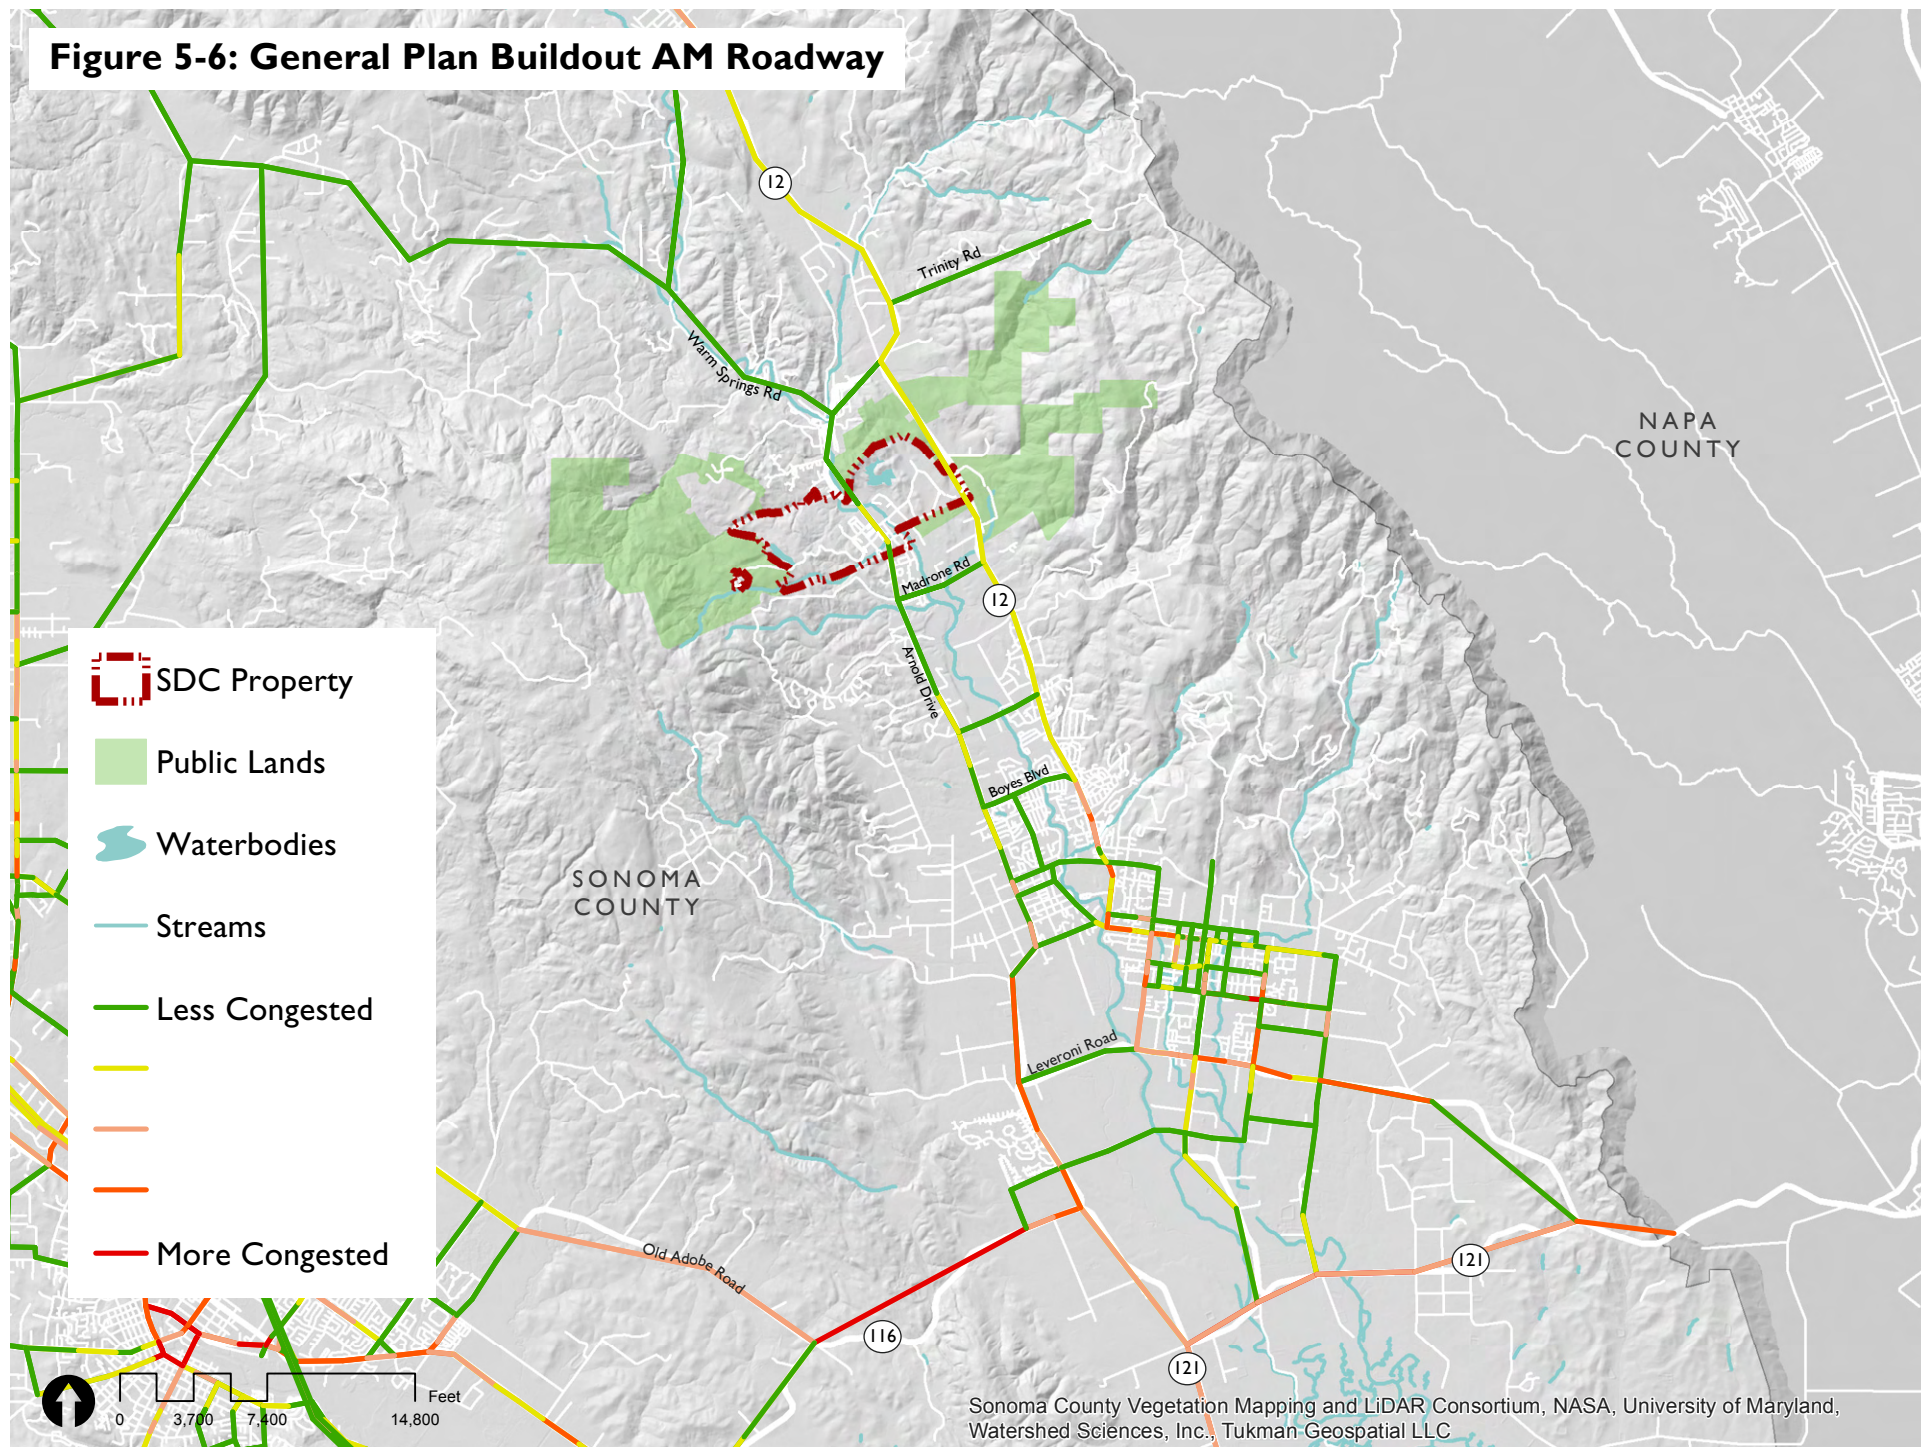 Figure 5-6: General Plan Buildout AM Roadway
12
Trinity Rd
Warm Springs Rd
NAPA
COUNTY
Madrone Rd
12
Arnold Drive
SDC Property
Public Lands
Boyes Blvd
Waterbodies
SONOMA
COUNTY
Streams
Less Congested
Leveroni Road
More Congested
Old Adobe Road
121
116
121
Feet
0 3,700 7,400 14,800
Sonoma County Vegetation Mapping and LiDAR Consortium, NASA, University of Maryland,
Watershed Sciences, Inc., Tukman Geospatial LLC